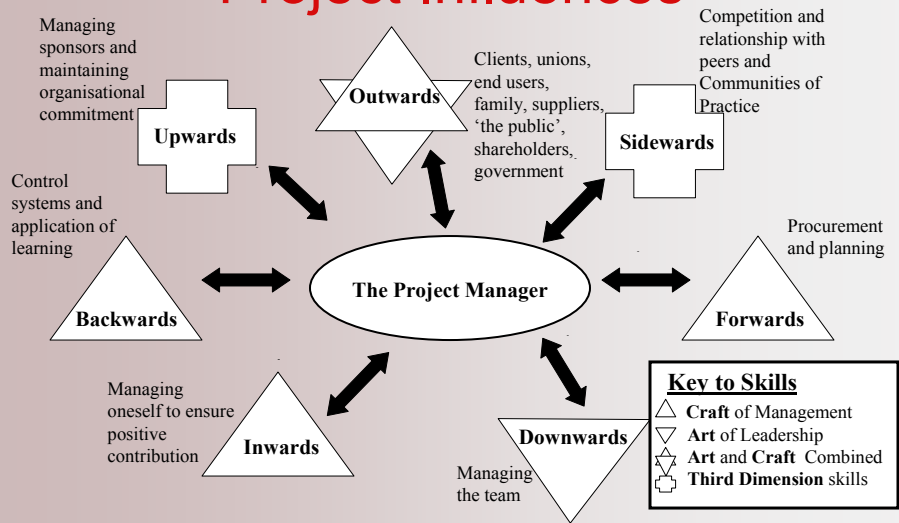 Project Influences
Managing
sponsors and
maintaining
organisational
commitment
Upwards
Outwards
Clients, unions,
end users,
family, suppliers,
‘the public’,
shareholders,
government
Competition and
relationship with
peers and
Communities of
Practice
Sidewards
Control
systems and
application of
learning
Backwards
The Project Manager
Procurement
and planning
Forwards
Managing
oneself to ensure
positive
contribution
Inwards
Downwards
Managing
the team
Key to Skills
Craft of Management
Art of Leadership
Art and Craft Combined
Third Dimension skills